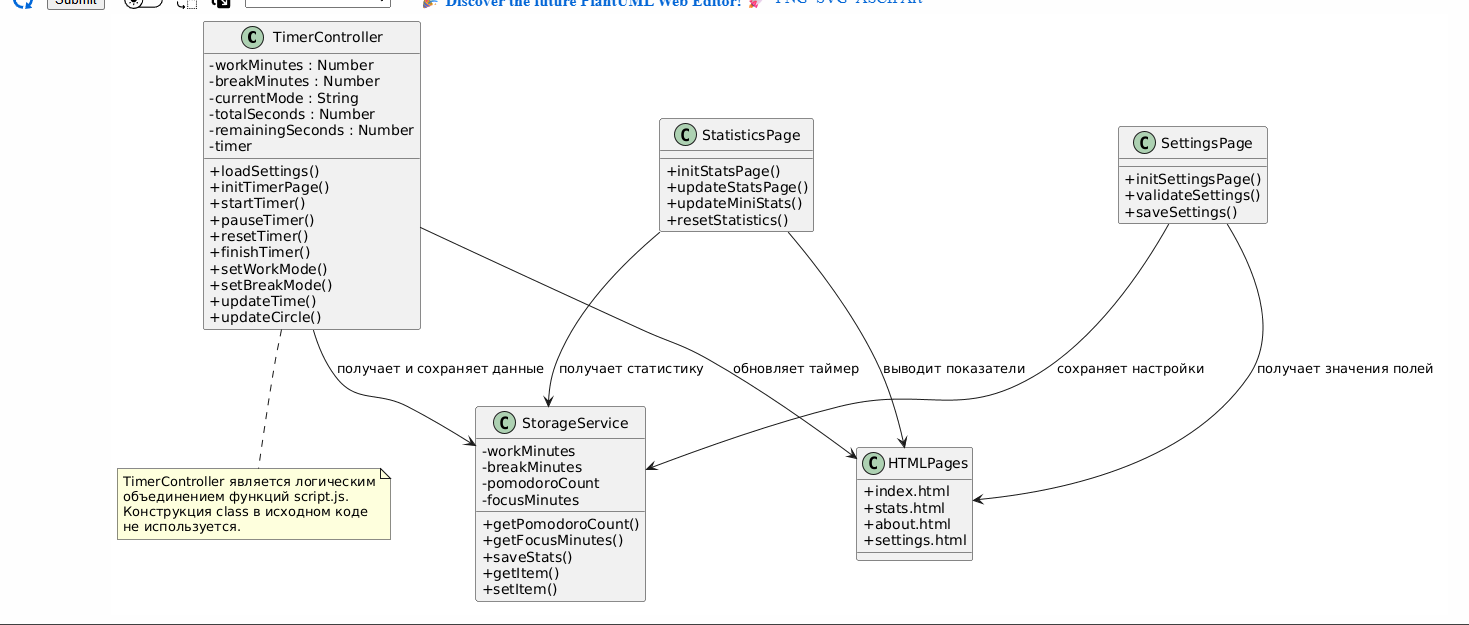 Submit
Discover the future PlantUML Web Editor!
PNG SVG ASCII Art
C TimerController
-workMinutes : Number
-breakMinutes : Number
-currentMode : String
-totalSeconds : Number
-remainingSeconds : Number
-timer
+loadSettings()
+initTimerPage()
+startTimer()
+pauseTimer()
+resetTimer()
+finishTimer()
+setWorkMode()
+setBreakMode()
+updateTime()
+updateCircle()
C StatisticsPage
+initStatsPage()
+updateStatsPage()
+updateMiniStats()
+resetStatistics()
C SettingsPage
+initSettingsPage()
+validateSettings()
+saveSettings()
получает и сохраняет данные
получает статистику
обновляет таймер
выводит показатели
сохраняет настройки
получает значения полей
TimerController является логическим
объединением функций script.js.
Конструкция class в исходном коде
не используется.
C StorageService
-workMinutes
-breakMinutes
-pomodoroCount
-focusMinutes
+getPomodoroCount()
+getFocusMinutes()
+saveStats()
+getItem()
+setItem()
C HTMLPages
+index.html
+stats.html
+about.html
+settings.html